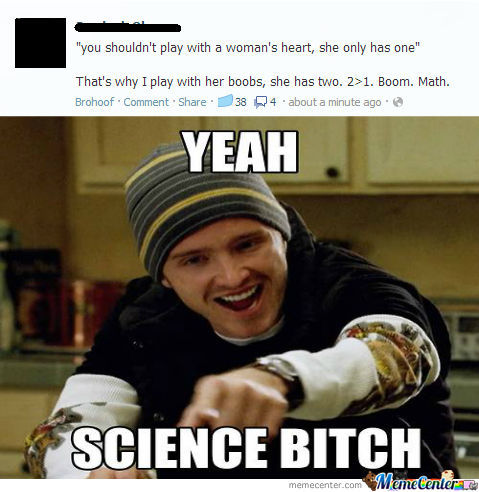 "you shouldn't play with a woman's heart, she only has one"
That's why I play with her boobs, she has two. 2>1. Boom. Math.
Brohoof · Comment · Share · 38 4 · about a minute ago ·
YEAH
SCIENCE BITCH
memecenter.com MemeCenter